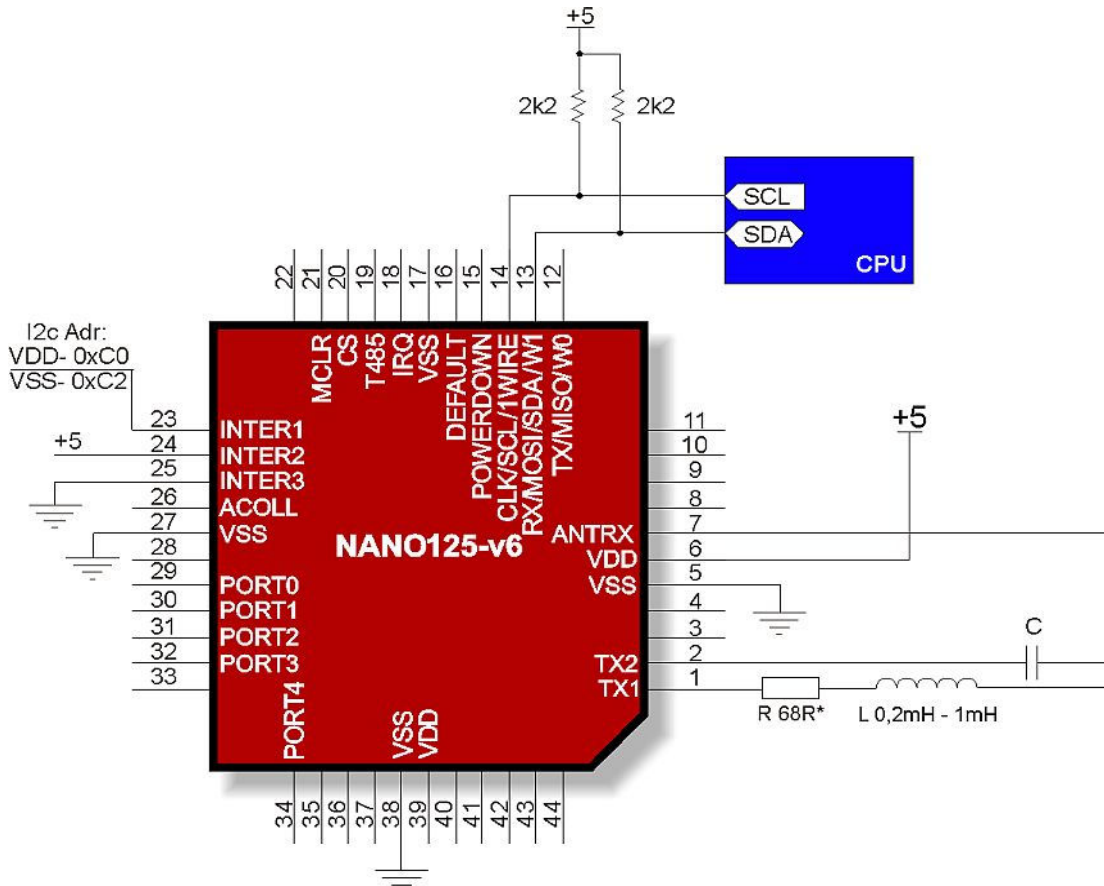 +5
2k2 2k2
SCL
SDA
CPU
22 21 20 19 18 17 16 15 14 13 12
I2c Adr:
VDD- 0xC0
VSS- 0xC2
MCLR CS T485 IRQ VSS DEFAULT POWERDOWN CLK/SCL/1WIRE RX/MOSI/SDA/W1 TX/MISO/W0
+5
23 INTER1 11
+5 24 INTER2 10
25 INTER3 9
26 ACOLL 8
27 VSS ANTRX 7
NANO125-v6
28 VDD 6
29 PORT0 VSS 5
30 PORT1 4
31 PORT2 3
32 PORT3 TX2 2
C
33 TX1 1
R 68R* L 0,2mH - 1mH
PORT4 VSS VDD
34 35 36 37 38 39 40 41 42 43 44